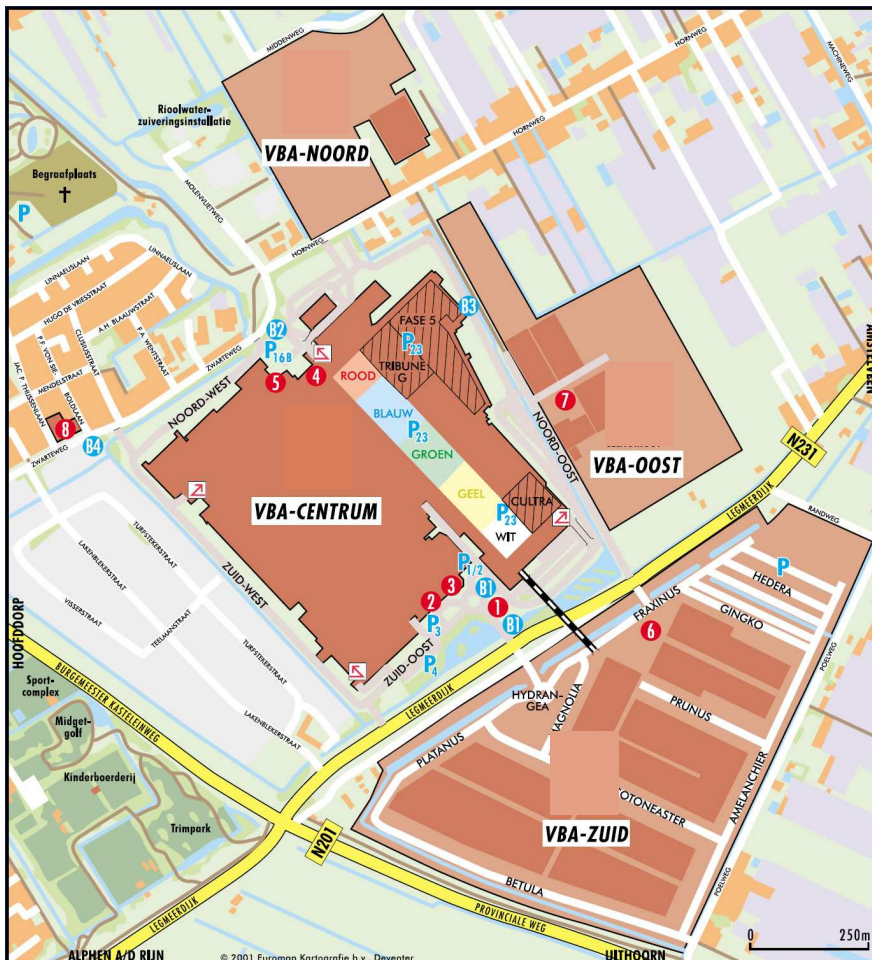 MIDDENWEG
HORNWEG
MACHINEWEG
Rioolwater-
zuiveringsinstallatie
VBA-NOORD
HORNWEG
Begraafplaats
P
MOLENVLIETWEG
HORNWEG
LINNAEUSLAAN
LINNAEUSLAAN
HUGO DE VRIESSTRAAT
A.H. BLAAUWSTRAAT
F.A. WENTSTRAAT
CLUSIUSSTRAAT
P.F. VON SIE-
BOLDLAAN
MENDELSTRAAT
JAC. P. THIJSSENLAAN
ZWARTEWEG
ZWARTEWEG
B2
P16B
B3
FASE 5
P23
TRIBUNE
G
5
4
ROOD
NOORD-WEST
BLAUW
P23
GROEN
7
NOORD-OOST
AMSTELVEEN
8
B4
VBA-OOST
N231
GEEL
CULTRA
P23
WIT
VBA-CENTRUM
LEGMEERDIJK
RANDWEG
TURFSTEKERSTRAAT
LAKENBLEKERSTRAAT
VISSERSTRAAT
TEELMANSTRAAT
TURFSTEKERSTRAAT
LAKENBLEKERSTRAAT
ZUID-WEST
P1/2
3
B1
2
1
B1
P3
P4
ZUID-OOST
P
HEDERA
FRAXINUS
GINGKO
6
POELWEG
HOOFDDORP
Sport-
complex
BURGEMEESTER KASTELEINWEG
LEGMEERDIJK
HYDRAN-
GEA
MAGNOLIA
PRUNUS
Midget-
golf
PLATANUS
AMELANCHIER
Kinderboerderij
COTONEASTER
Trimpark
VBA-ZUID
N201
BETULA
POELWEG
LEGMEERDIJK
PROVINCIALE WEG
0 250m
ALPHEN A/D RIJN
© 2001 Euromap Kartografie b.v. Deventer
UITHOORN